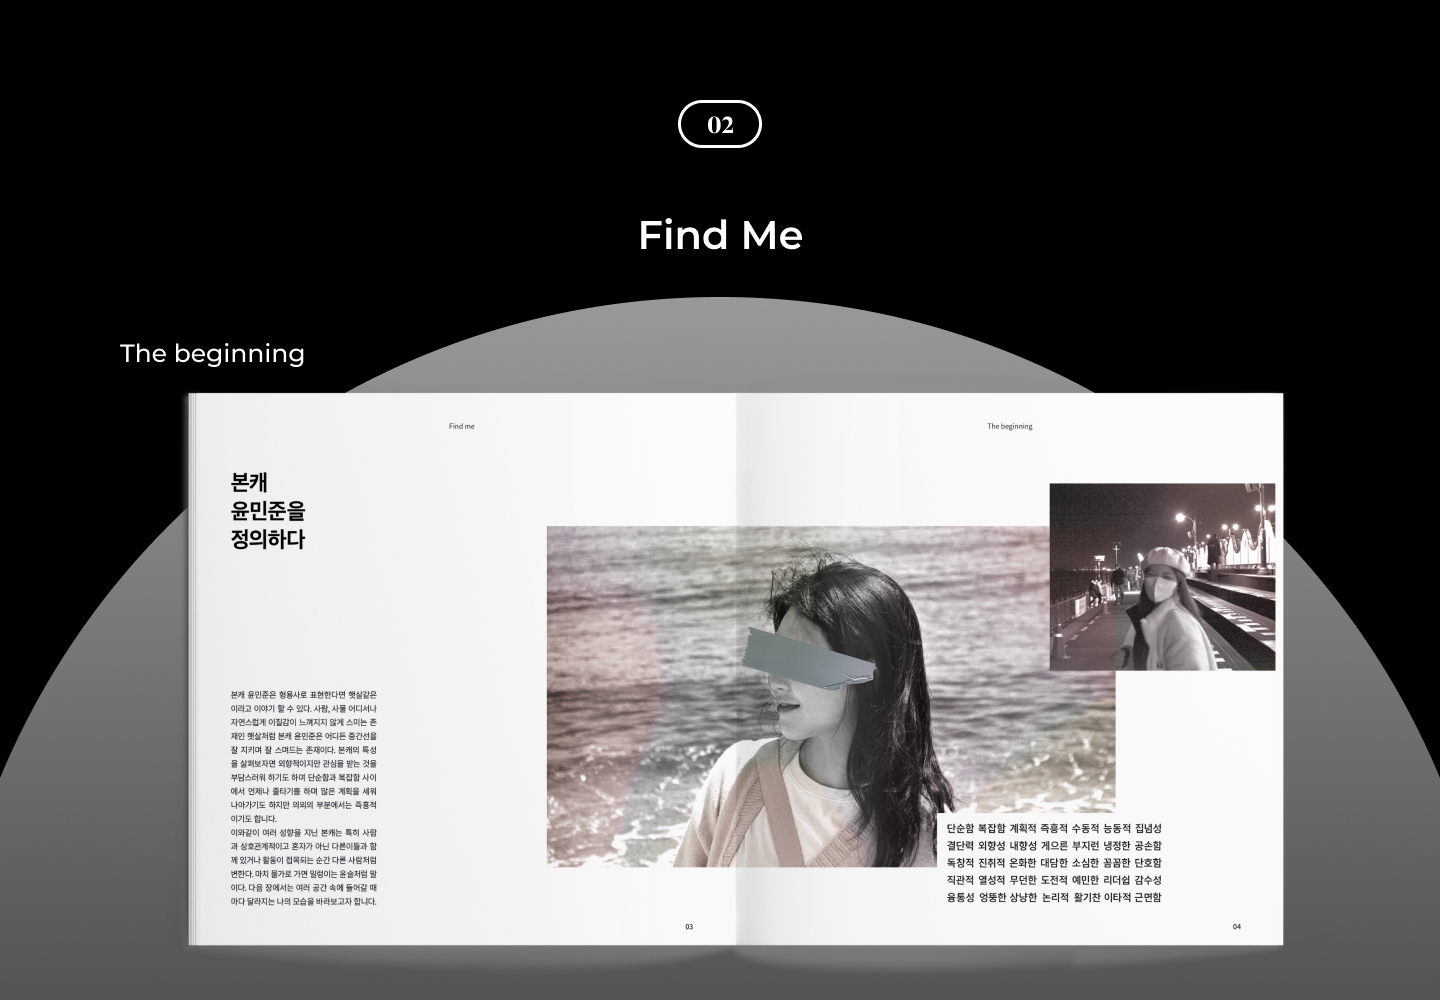 02
Find Me
The beginning
Find me
The beginning
본캐
윤민준을
정의하다
본캐 윤민준은 형용사로 표현한다면 햇살같은
이라고 이야기 할 수 있다. 사람, 사물 어디서나
자연스럽게 이질감이 느껴지지 않게 스미는 존
재인 햇살처럼 본캐 윤민준은 어디든 중간선을
잘 지키며 잘 스며드는 존재이다. 본캐의 특성
을 살펴보자면 외향적이지만 관심을 받는 것을
부담스러워 하기도 하며 단순함과 복잡함 사이
에서 언제나 줄타기를 하며 많은 계획을 세워
나아가기도 하지만 의외의 부분에서는 즉흥적
이기도 합니다.
이와같이 여러 성향을 지닌 본캐는 특히 사람
과 상호관계적이고 혼자가 아닌 다른이들과 함
께 있거나 활동이 접목되는 순간 다른 사람처럼
변한다. 마치 물가로 가면 일렁이는 윤슬처럼 말
이다. 다음 장에서는 여러 공간 속에 들어갈 때
마다 달라지는 나의 모습을 바라보고자 합니다.
단순함 복잡함 계획적 즉흥적 수동적 능동적 집념성
결단력 외향성 내향성 게으른 부지런 냉정한 공손함
독창적 진취적 온화한 대담한 소심한 꼼꼼한 단호함
직관적 열성적 무던한 도전적 예민한 리더쉽 감수성
융통성 엉뚱한 상냥한 논리적 활기찬 이타적 근면함
03
04